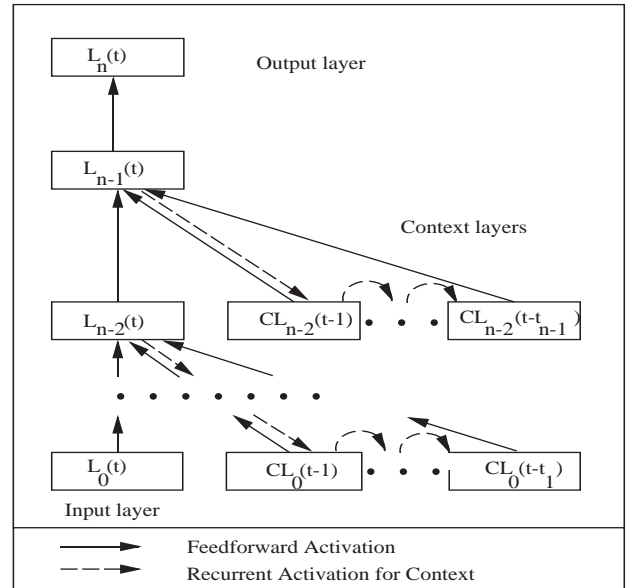 L_n(t)
Output layer
L_n-1(t)
Context layers
L_n-2(t)
CL_n-2(t-1)
CL_n-2(t-t_n-1)
L_0(t)
CL_0(t-1)
CL_0(t-t_1)
Input layer
Feedforward Activation
Recurrent Activation for Context